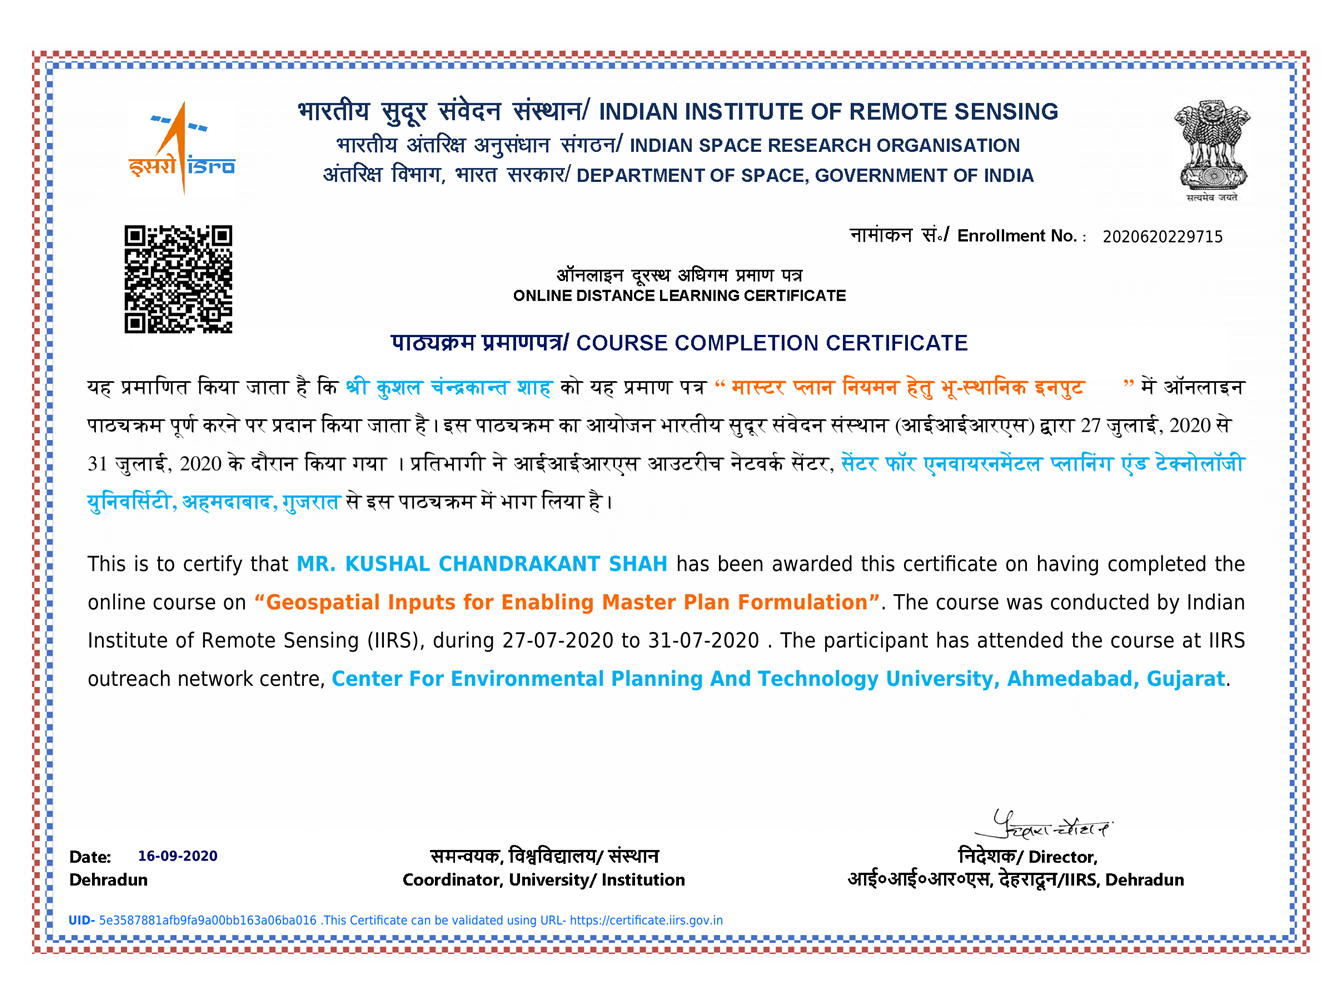 भारतीय सुदूर संवेदन संस्थान/ INDIAN INSTITUTE OF REMOTE SENSING
भारतीय अंतरिक्ष अनुसंधान संगठन/ INDIAN SPACE RESEARCH ORGANISATION
अंतरिक्ष विभाग, भारत सरकार/ DEPARTMENT OF SPACE, GOVERNMENT OF INDIA
इसरो isro
सत्यमेव जयते
नामांकन सं॰/ Enrollment No. : 2020620229715
ऑनलाइन दूरस्थ अधिगम प्रमाण पत्र
ONLINE DISTANCE LEARNING CERTIFICATE
पाठ्यक्रम प्रमाणपत्र/ COURSE COMPLETION CERTIFICATE
यह प्रमाणित किया जाता है कि श्री कुशल चंन्द्रकान्त शाह को यह प्रमाण पत्र “ मास्टर प्लान नियमन हेतु भू-स्थानिक इनपुट ” में ऑनलाइन
पाठ्यक्रम पूर्ण करने पर प्रदान किया जाता है। इस पाठ्यक्रम का आयोजन भारतीय सुदूर संवेदन संस्थान (आईआईआरएस) द्वारा 27 जुलाई, 2020 से
31 जुलाई, 2020 के दौरान किया गया । प्रतिभागी ने आईआईआरएस आउटरीच नेटवर्क सेंटर, सेंटर फॉर एनवायरनमेंटल प्लानिंग एंड टेक्नोलॉजी
युनिवर्सिटी, अहमदाबाद, गुजरात से इस पाठ्यक्रम में भाग लिया है।
This is to certify that MR. KUSHAL CHANDRAKANT SHAH has been awarded this certificate on having completed the
online course on “Geospatial Inputs for Enabling Master Plan Formulation”. The course was conducted by Indian
Institute of Remote Sensing (IIRS), during 27-07-2020 to 31-07-2020 . The participant has attended the course at IIRS
outreach network centre, Center For Environmental Planning And Technology University, Ahmedabad, Gujarat.
Date: 16-09-2020
Dehradun
समन्वयक, विश्वविद्यालय/ संस्थान
Coordinator, University/ Institution
निदेशक/ Director,
आई०आई०आर०एस, देहरादून/IIRS, Dehradun
UID- 5e3587881afb9fa9a00bb163a06ba016 .This Certificate can be validated using URL- https://certificate.iirs.gov.in